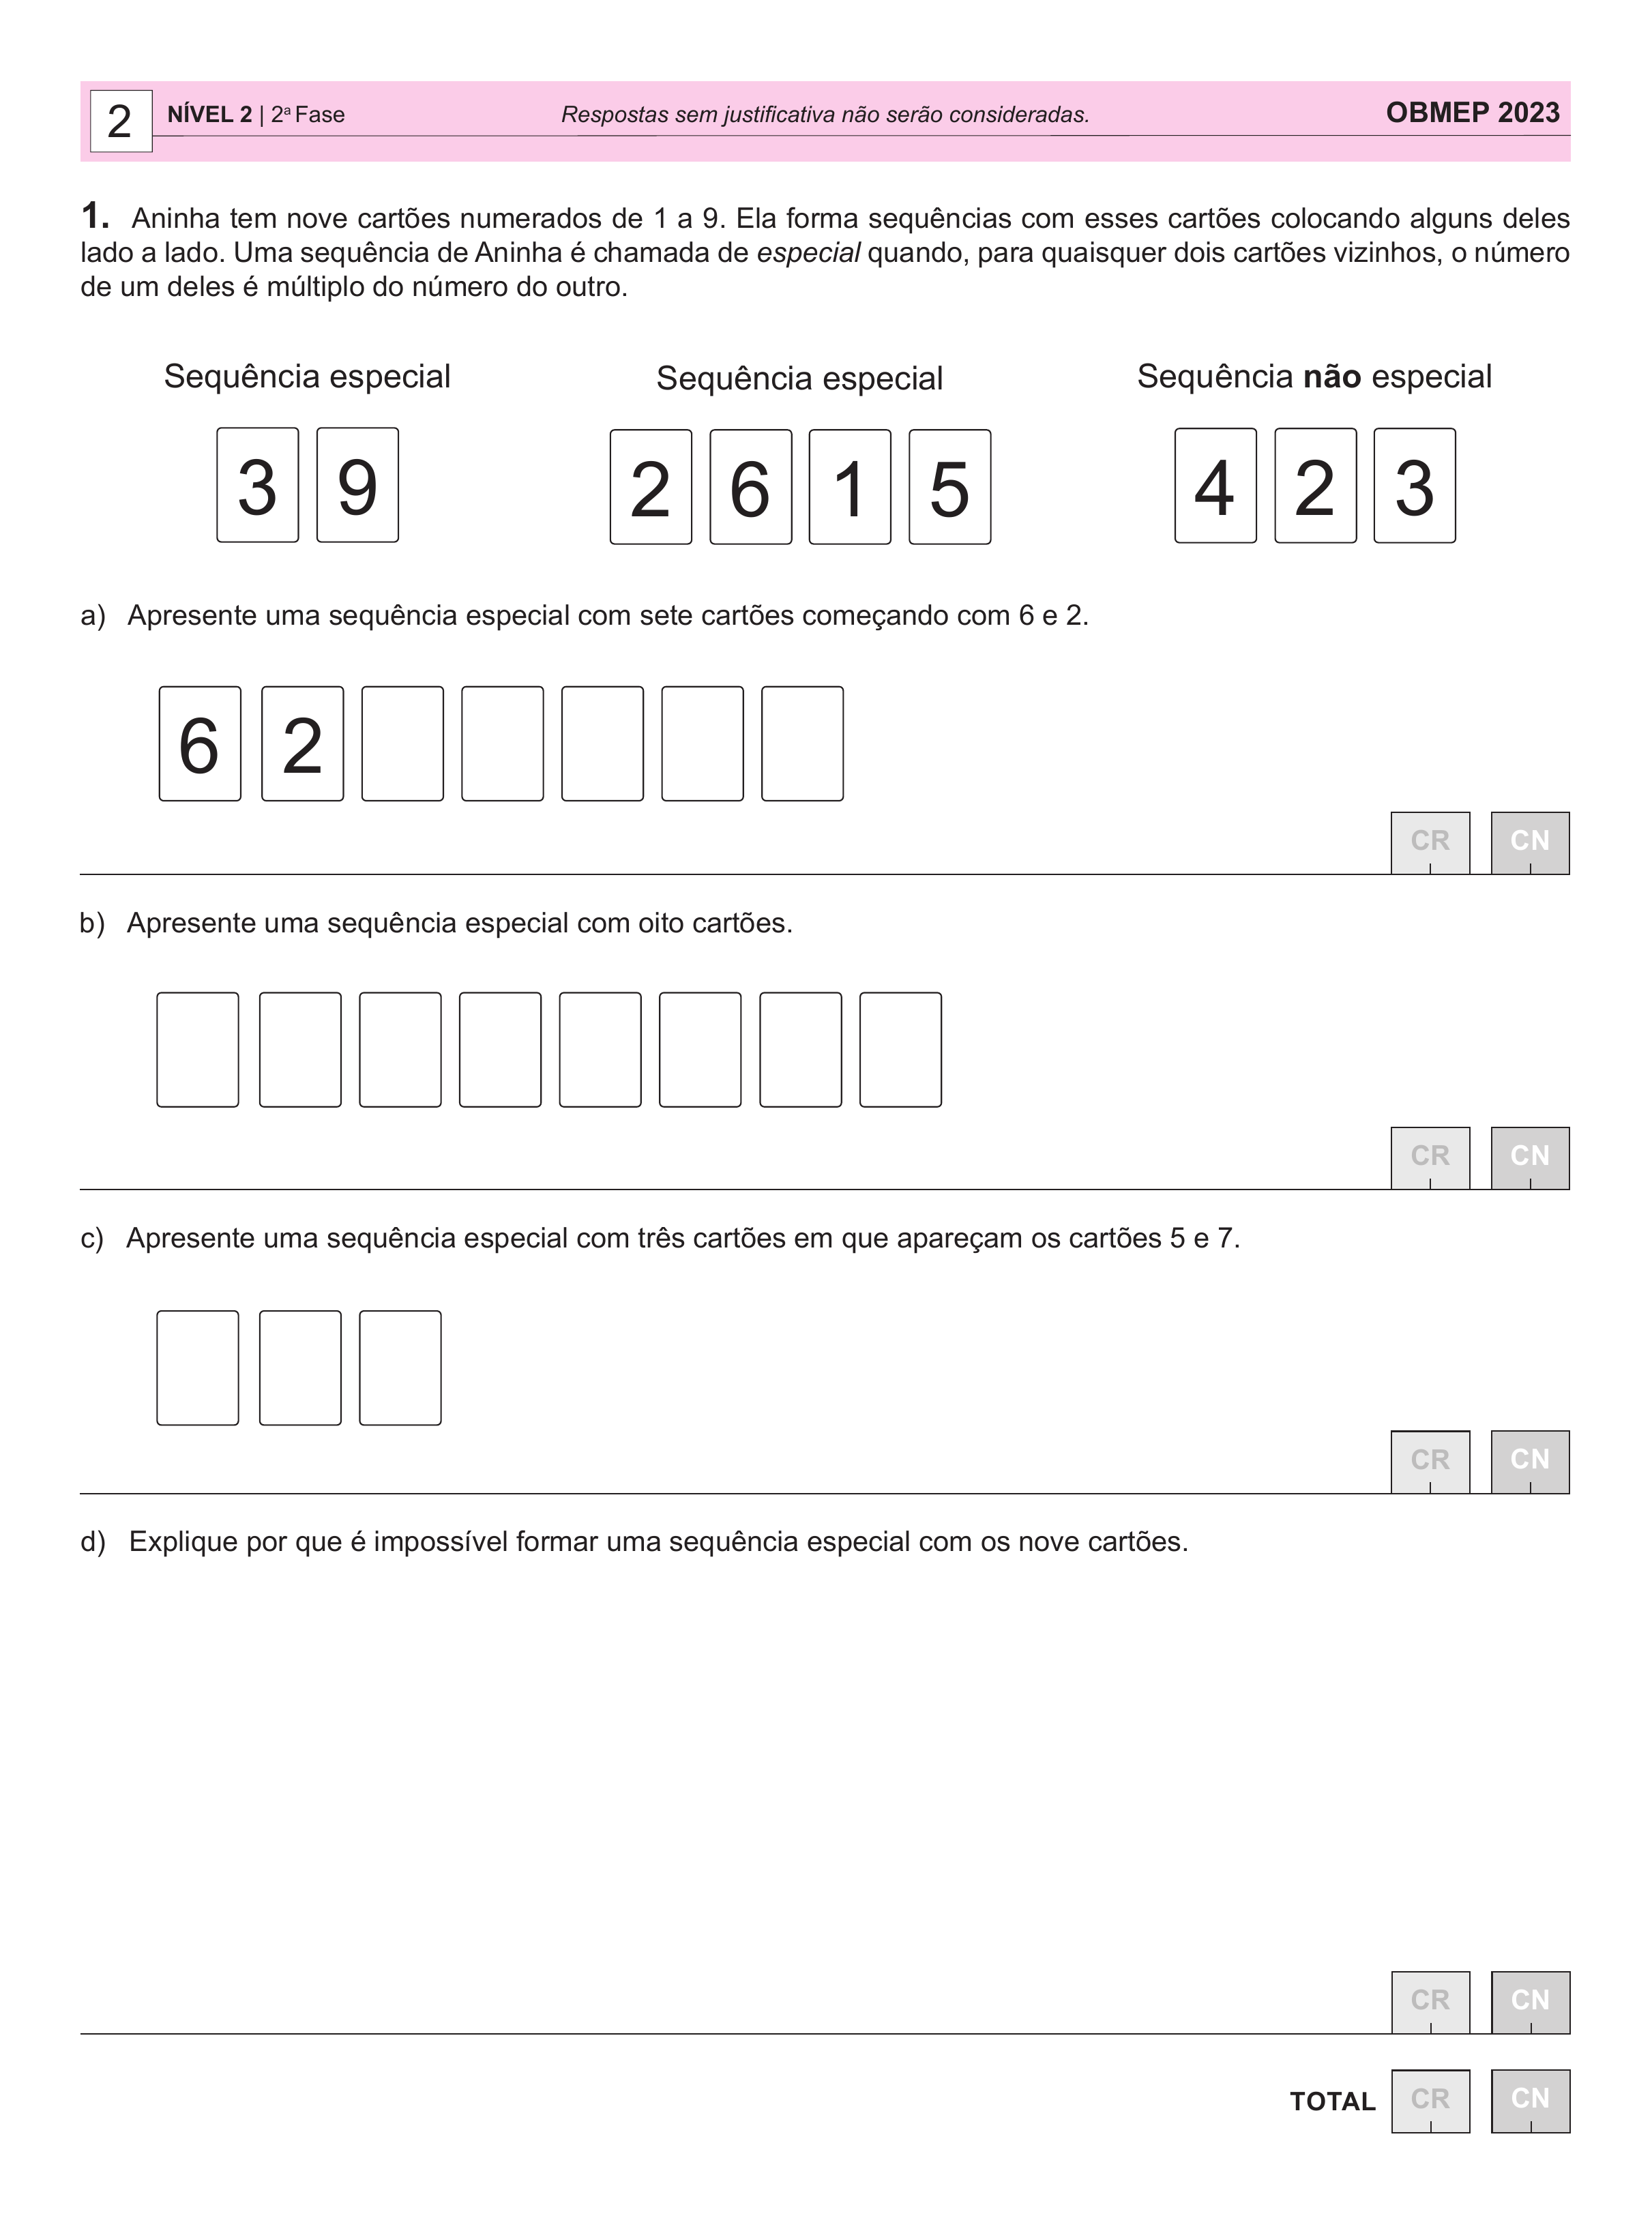 2 NÍVEL 2 | 2ª Fase Respostas sem justificativa não serão consideradas. OBMEP 2023
1. Aninha tem nove cartões numerados de 1 a 9. Ela forma sequências com esses cartões colocando alguns deles
lado a lado. Uma sequência de Aninha é chamada de especial quando, para quaisquer dois cartões vizinhos, o número
de um deles é múltiplo do número do outro.
Sequência especial Sequência especial Sequência não especial
3 9 2 6 1 5 4 2 3
a) Apresente uma sequência especial com sete cartões começando com 6 e 2.
6 2
CR CN
b) Apresente uma sequência especial com oito cartões.
CR CN
c) Apresente uma sequência especial com três cartões em que apareçam os cartões 5 e 7.
CR CN
d) Explique por que é impossível formar uma sequência especial com os nove cartões.
CR CN
TOTAL CR CN